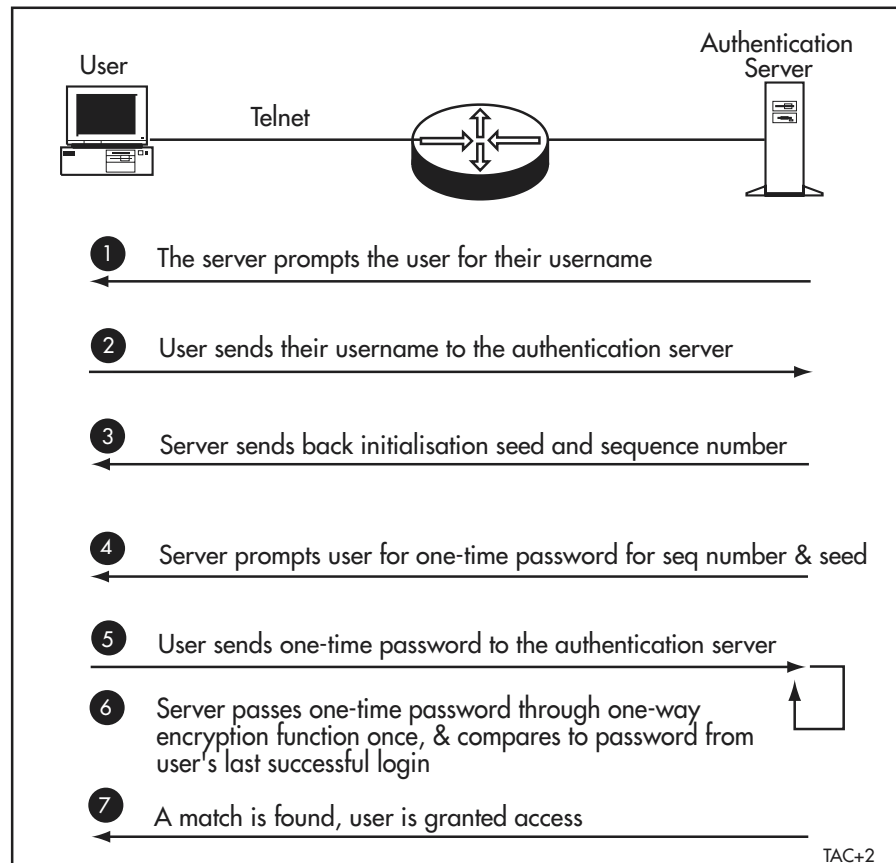 User
Authentication
Server
Telnet
1 The server prompts the user for their username
2 User sends their username to the authentication server
3 Server sends back initialisation seed and sequence number
4 Server prompts user for one-time password for seq number & seed
5 User sends one-time password to the authentication server
6 Server passes one-time password through one-way
encryption function once, & compares to password from
user's last successful login
7 A match is found, user is granted access
TAC+2